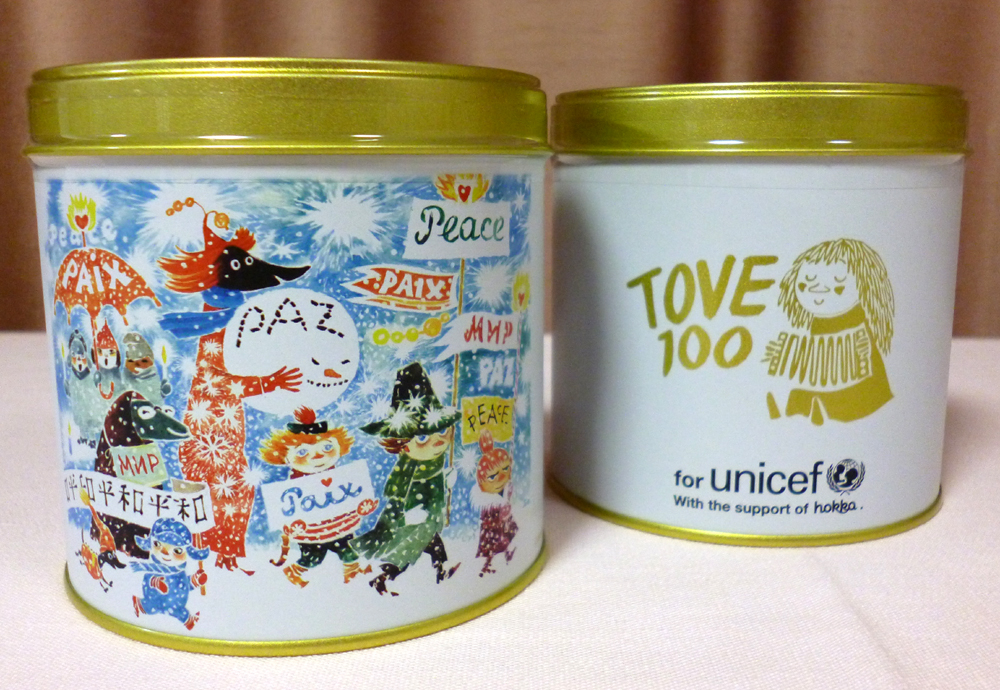 Peace
Peace
PAIX
PAIX
PAZ
МИР
PAZ
PEACE
МИР
平和平和平和
Paix
TOVE
100
for unicef
With the support of hokka.